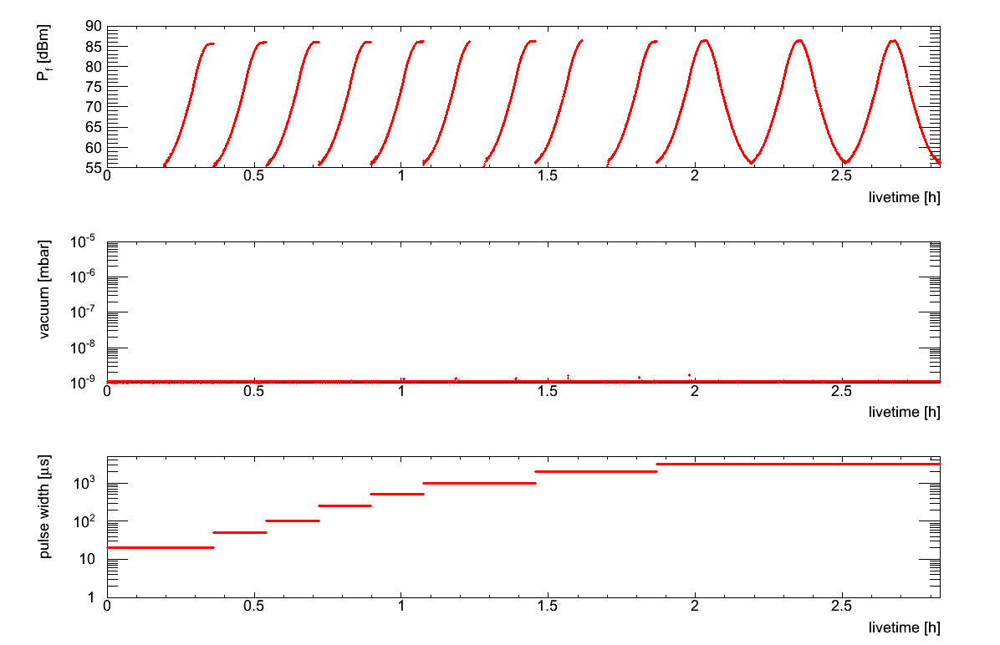 P_f [dBm]
90
85
80
75
70
65
60
55
0 0.5 1 1.5 2 2.5
livetime [h]
vacuum [mbar]
10^-5
10^-6
10^-7
10^-8
10^-9
0 0.5 1 1.5 2 2.5
livetime [h]
pulse width [μs]
10^3
10^2
10
1
0 0.5 1 1.5 2 2.5
livetime [h]